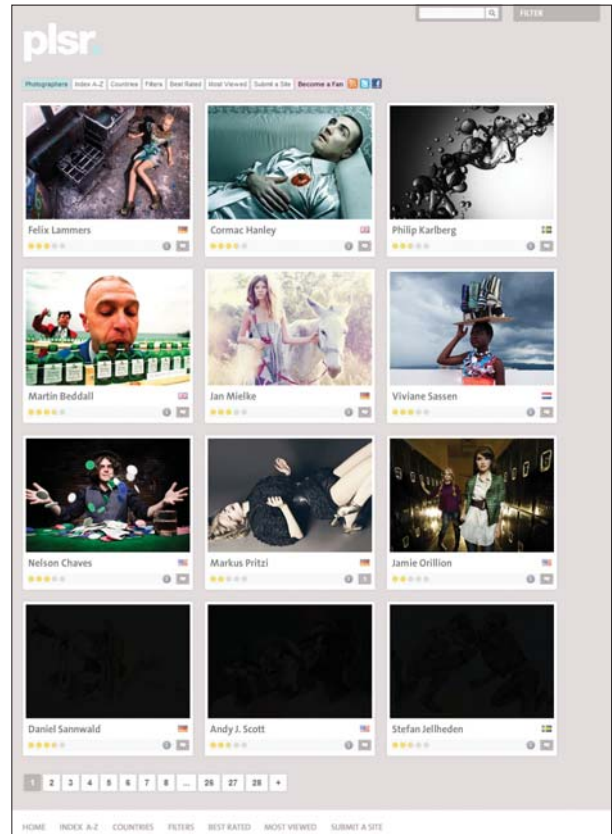 FILTER
plsr.
Photographers Index A-Z Countries Filters Best Rated Most Viewed Submit a Site Become a Fan
Felix Lammers
Cormac Hanley
Philip Karlberg
Martin Beddall
Jan Mielke
Viviane Sassen
Nelson Chaves
Markus Pritzi
Jamie Orillion
Daniel Sannwald
Andy J. Scott
Stefan Jellheden
1 2 3 4 5 6 7 8 ... 26 27 28 +
HOME INDEX A-Z COUNTRIES FILTERS BEST RATED MOST VIEWED SUBMIT A SITE